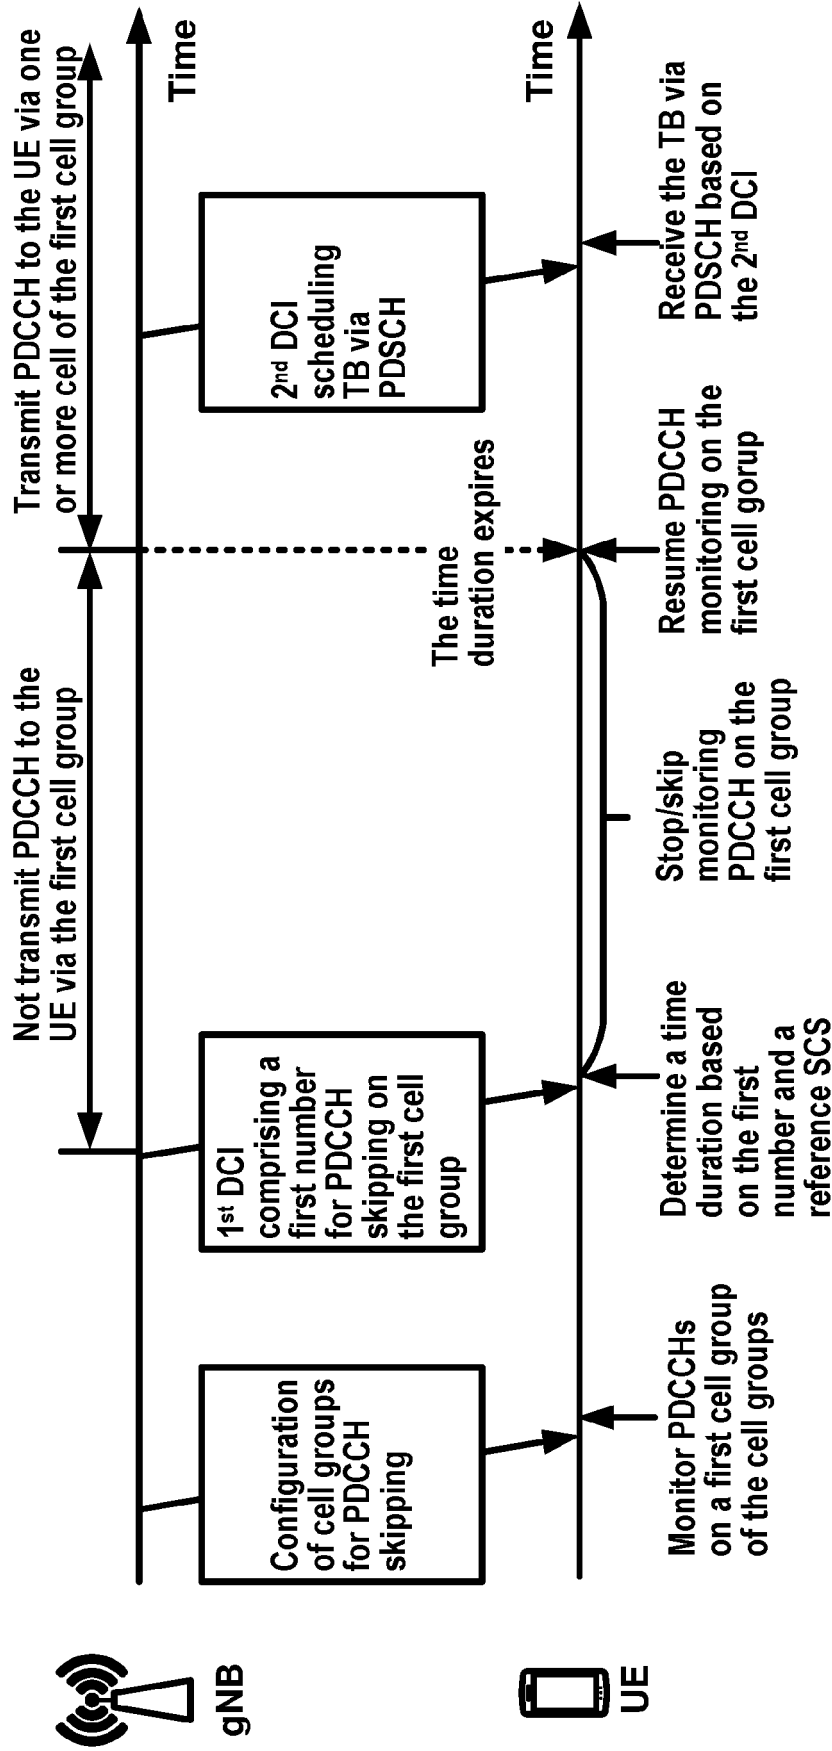 Not transmit PDCCH to the
UE via the first cell group
Transmit PDCCH to the UE via one
or more cell of the first cell group
gNB
Time
Configuration
of cell groups
for PDCCH
skipping
1st DCI
comprising a
first number
for PDCCH
skipping on
the first cell
group
The time
duration expires
2nd DCI
scheduling
TB via
PDSCH
UE
Time
Monitor PDCCHs
on a first cell group
of the cell groups
Determine a time
duration based
on the first
number and a
reference SCS
Stop/skip
monitoring
PDCCH on the
first cell group
Resume PDCCH
monitoring on the
first cell gorup
Receive the TB via
PDSCH based on
the 2nd DCI